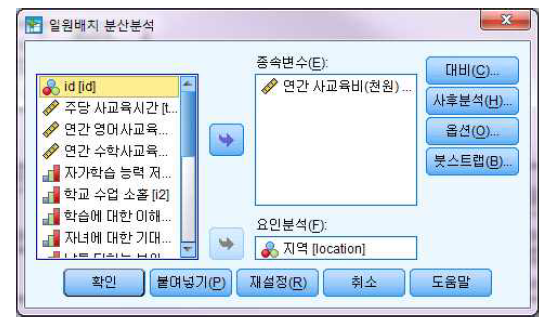 일원배치 분산분석
id [id]
주당 사교육시간 [t...
연간 영어사교육...
연간 수학사교육...
자가학습 능력 저...
학교 수업 소홀 [i2]
학습에 대한 이해...
자녀에 대한 기대...
종속변수(E):
연간 사교육비(천원) ...
요인분석(F):
지역 [location]
대비(C)...
사후분석(H)...
옵션(O)...
붓스트랩(B)...
확인
붙여넣기(P)
재설정(R)
취소
도움말